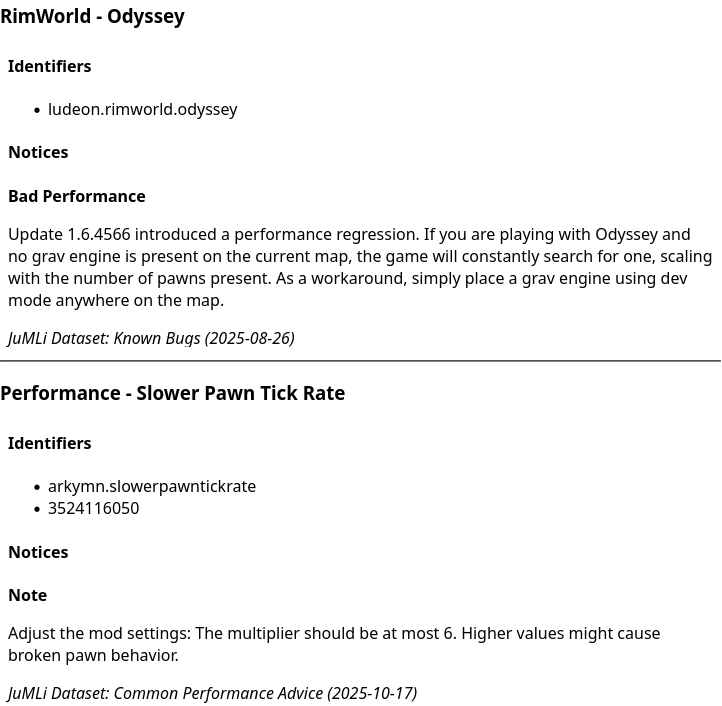 RimWorld - Odyssey
Identifiers
• ludeon.rimworld.odyssey
Notices
Bad Performance
Update 1.6.4566 introduced a performance regression. If you are playing with Odyssey and
no grav engine is present on the current map, the game will constantly search for one, scaling
with the number of pawns present. As a workaround, simply place a grav engine using dev
mode anywhere on the map.
JuMLi Dataset: Known Bugs (2025-08-26)
Performance - Slower Pawn Tick Rate
Identifiers
• arkymn.slowerpawntickrate
• 3524116050
Notices
Note
Adjust the mod settings: The multiplier should be at most 6. Higher values might cause
broken pawn behavior.
JuMLi Dataset: Common Performance Advice (2025-10-17)